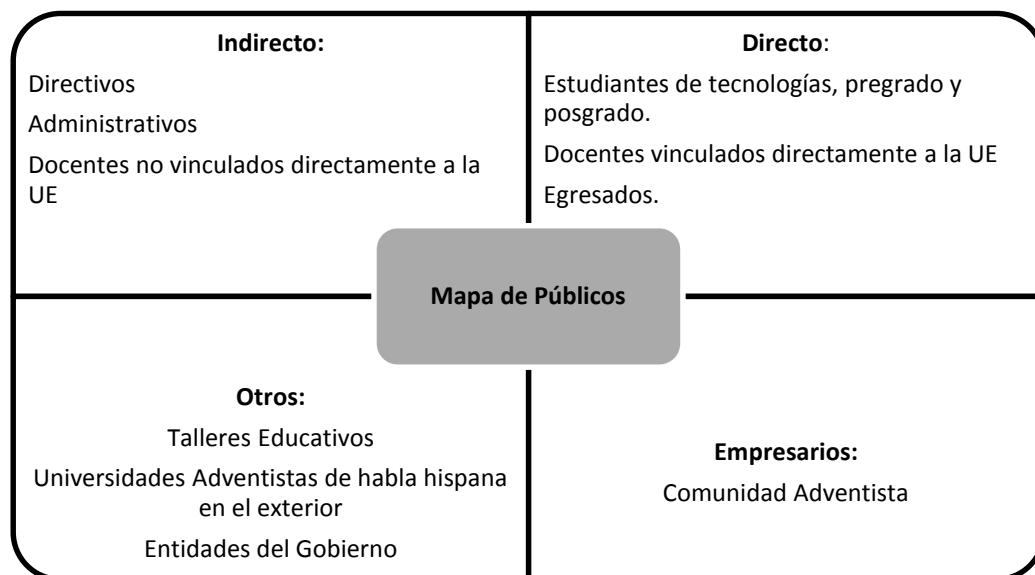 Indirecto:
Directivos
Administrativos
Docentes no vinculados directamente a la
UE
Directo:
Estudiantes de tecnologías, pregrado y
posgrado.
Docentes vinculados directamente a la UE
Egresados.
Mapa de Públicos
Otros:
Talleres Educativos
Universidades Adventistas de habla hispana
en el exterior
Entidades del Gobierno
Empresarios:
Comunidad Adventista